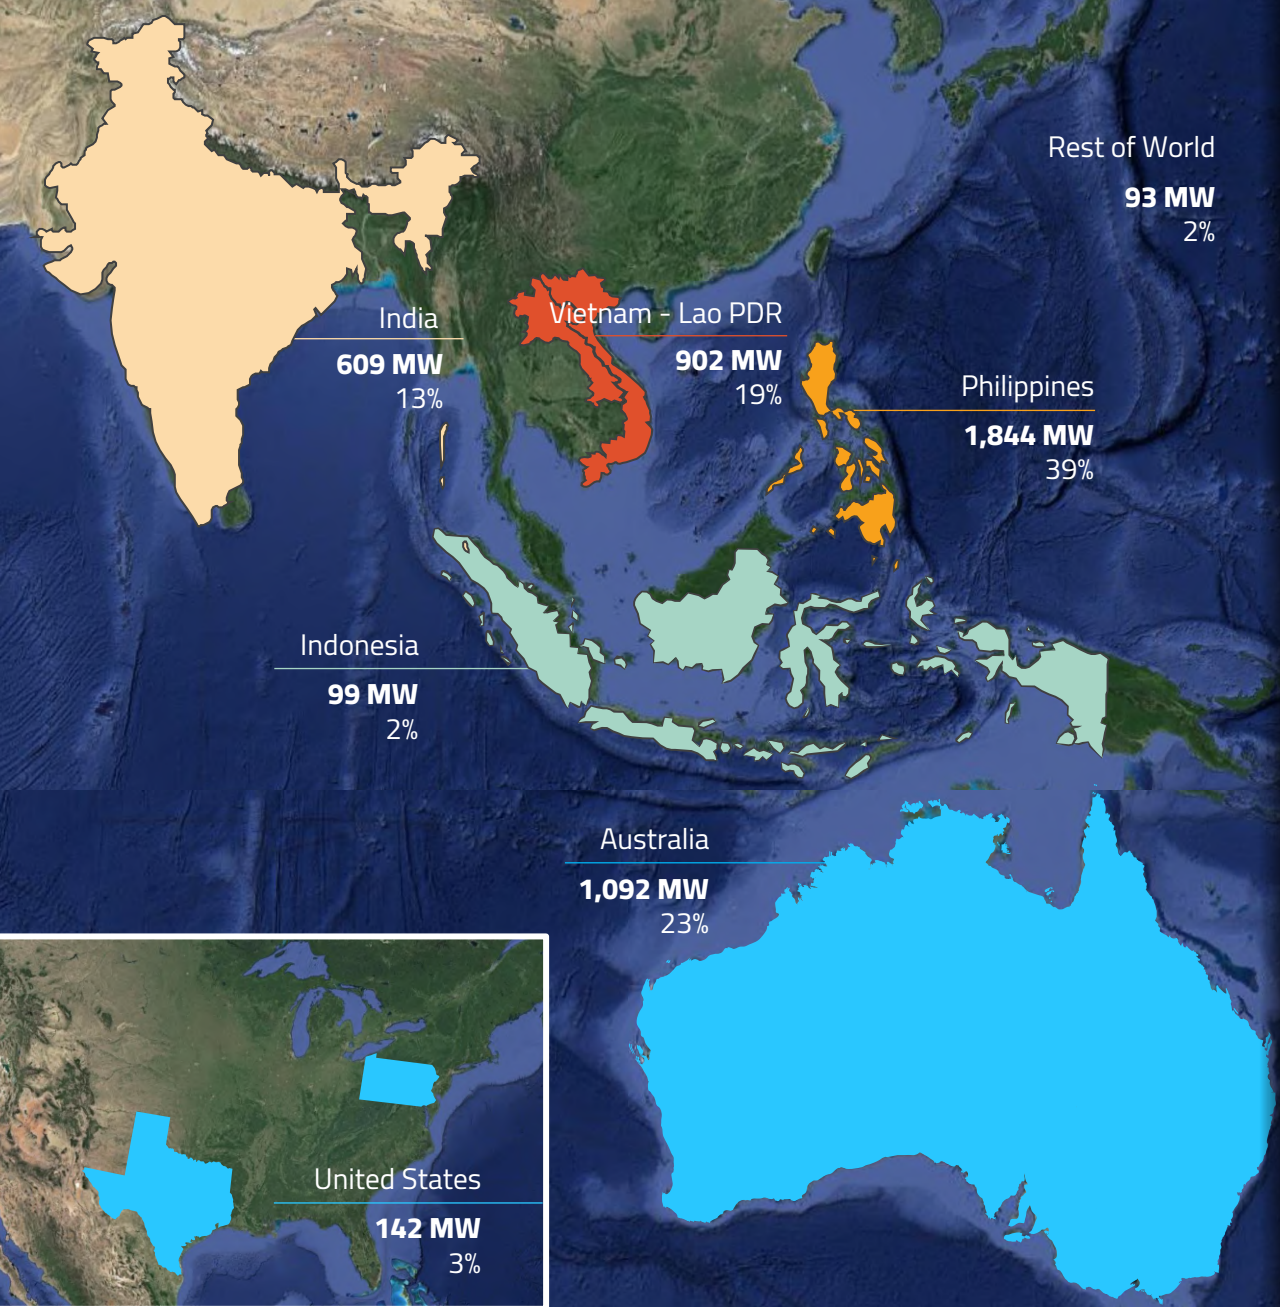 Rest of World
93 MW
2%
India
609 MW
13%
Vietnam - Lao PDR
902 MW
19%
Philippines
1,844 MW
39%
Indonesia
99 MW
2%
Australia
1,092 MW
23%
United States
142 MW
3%